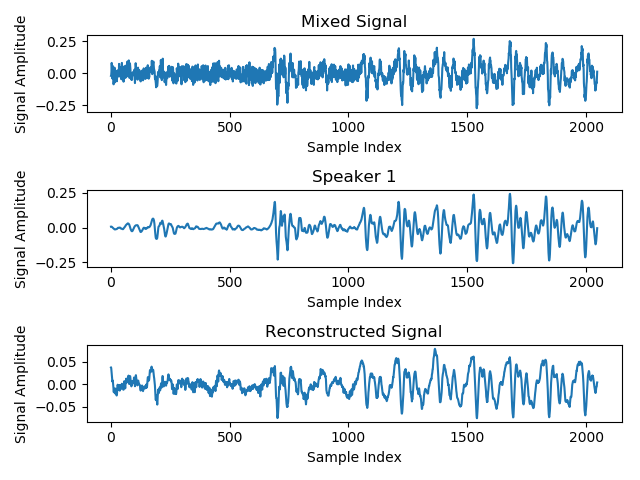 Mixed Signal
Signal Amplitude
0.25
0.00
−0.25
0 500 1000 1500 2000
Sample Index
Speaker 1
Signal Amplitude
0.25
0.00
−0.25
0 500 1000 1500 2000
Sample Index
Reconstructed Signal
Signal Amplitude
0.05
0.00
−0.05
0 500 1000 1500 2000
Sample Index